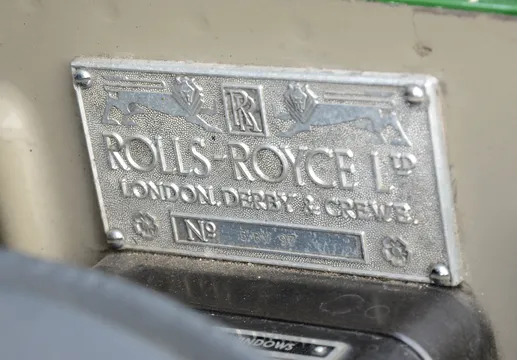 RR
ROLLS-ROYCE LTD
LONDON, DERBY & CREWE.
No
WINDOWS